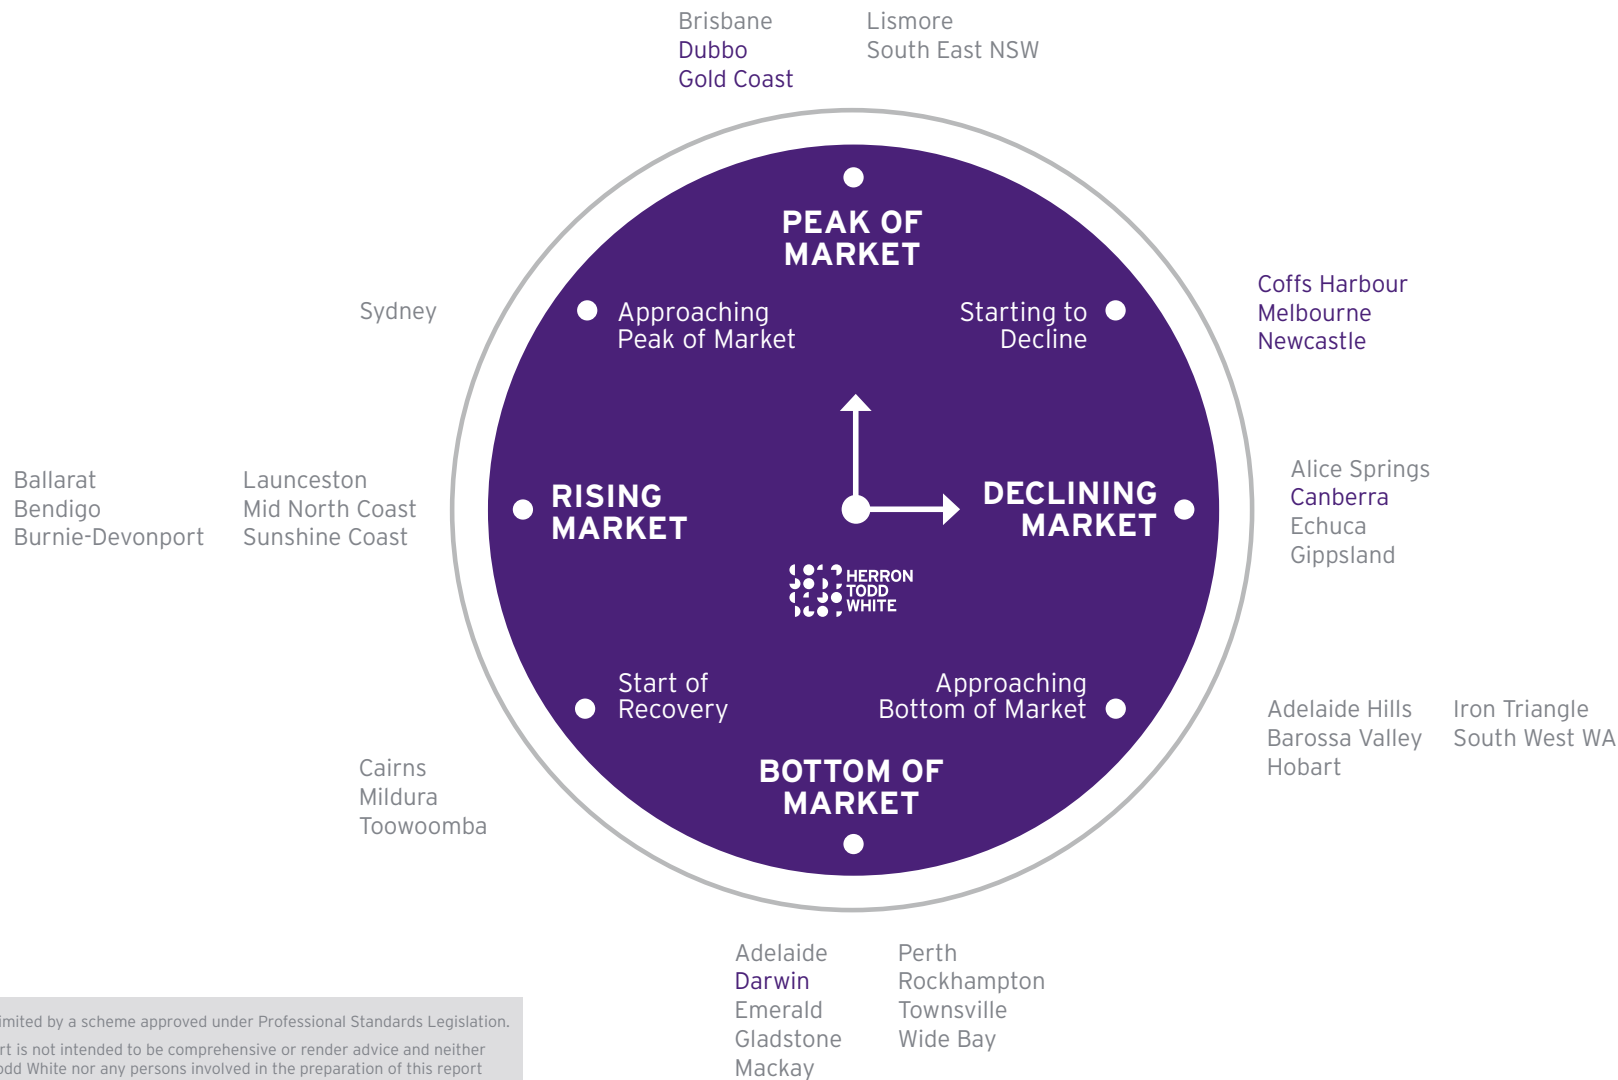 Brisbane
Dubbo
Gold Coast
Lismore
South East NSW
PEAK OF
MARKET
Approaching
Peak of Market
Starting to
Decline
Sydney
Coffs Harbour
Melbourne
Newcastle
Ballarat
Bendigo
Burnie-Devonport
Launceston
Mid North Coast
Sunshine Coast
RISING
MARKET
DECLINING
MARKET
Alice Springs
Canberra
Echuca
Gippsland
HERRON
TODD
WHITE
Start of
Recovery
Approaching
Bottom of Market
Adelaide Hills
Barossa Valley
Hobart
Iron Triangle
South West WA
Cairns
Mildura
Toowoomba
BOTTOM OF
MARKET
Adelaide
Darwin
Emerald
Gladstone
Mackay
Perth
Rockhampton
Townsville
Wide Bay
by a scheme approved under Professional Standards Legislation.
is not intended to be comprehensive or render advice and neither
White nor any persons involved in the preparation of this report